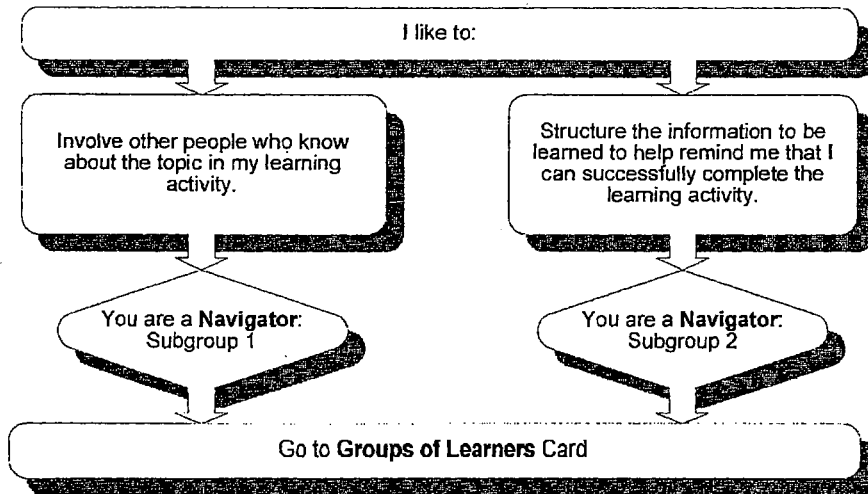 I like to:
Involve other people who know
about the topic in my learning
activity.
Structure the information to be
learned to help remind me that I
can successfully complete the
learning activity.
You are a Navigator:
Subgroup 1
You are a Navigator:
Subgroup 2
Go to Groups of Learners Card